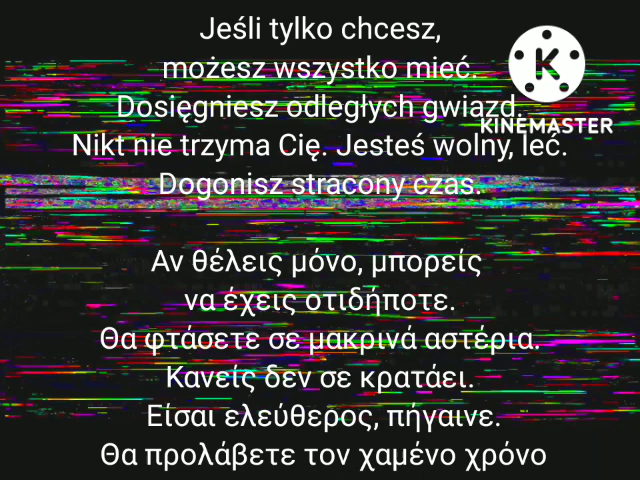 Jeśli tylko chcesz,
możesz wszystko mieć.
Dosięgniesz odległych gwiazd.
Nikt nie trzyma Cię. Jesteś wolny, leć.
Dogonisz stracony czas.
KINEMASTER
Αν θέλεις μόνο, μπορείς
να έχεις οτιδήποτε.
Θα φτάσετε σε μακρινά αστέρια.
Κανείς δεν σε κρατάει.
Είσαι ελεύθερος, πήγαινε.
Θα προλάβετε τον χαμένο χρόνο